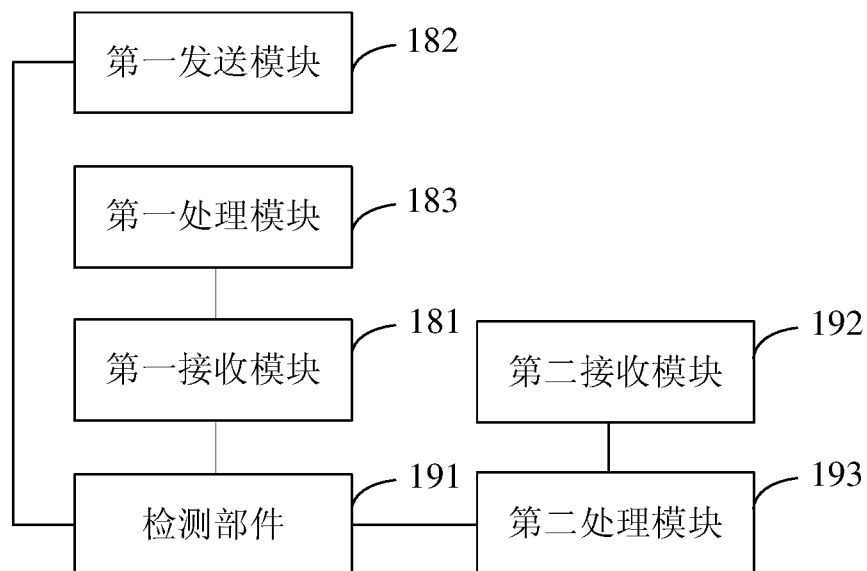 第一发送模块
182
第一处理模块
183
第一接收模块
181
第二接收模块
192
检测部件
191
第二处理模块
193